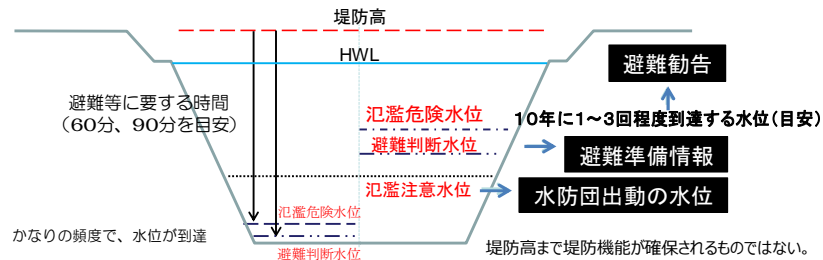 堤防高
HWL
避難勧告
避難等に要する時間
（60分、90分を目安）
氾濫危険水位
10年に1～3回程度到達する水位（目安）
避難判断水位
避難準備情報
氾濫注意水位
水防団出動の水位
氾濫危険水位
かなりの頻度で、水位が到達
避難判断水位
堤防高まで堤防機能が確保されるものではない。